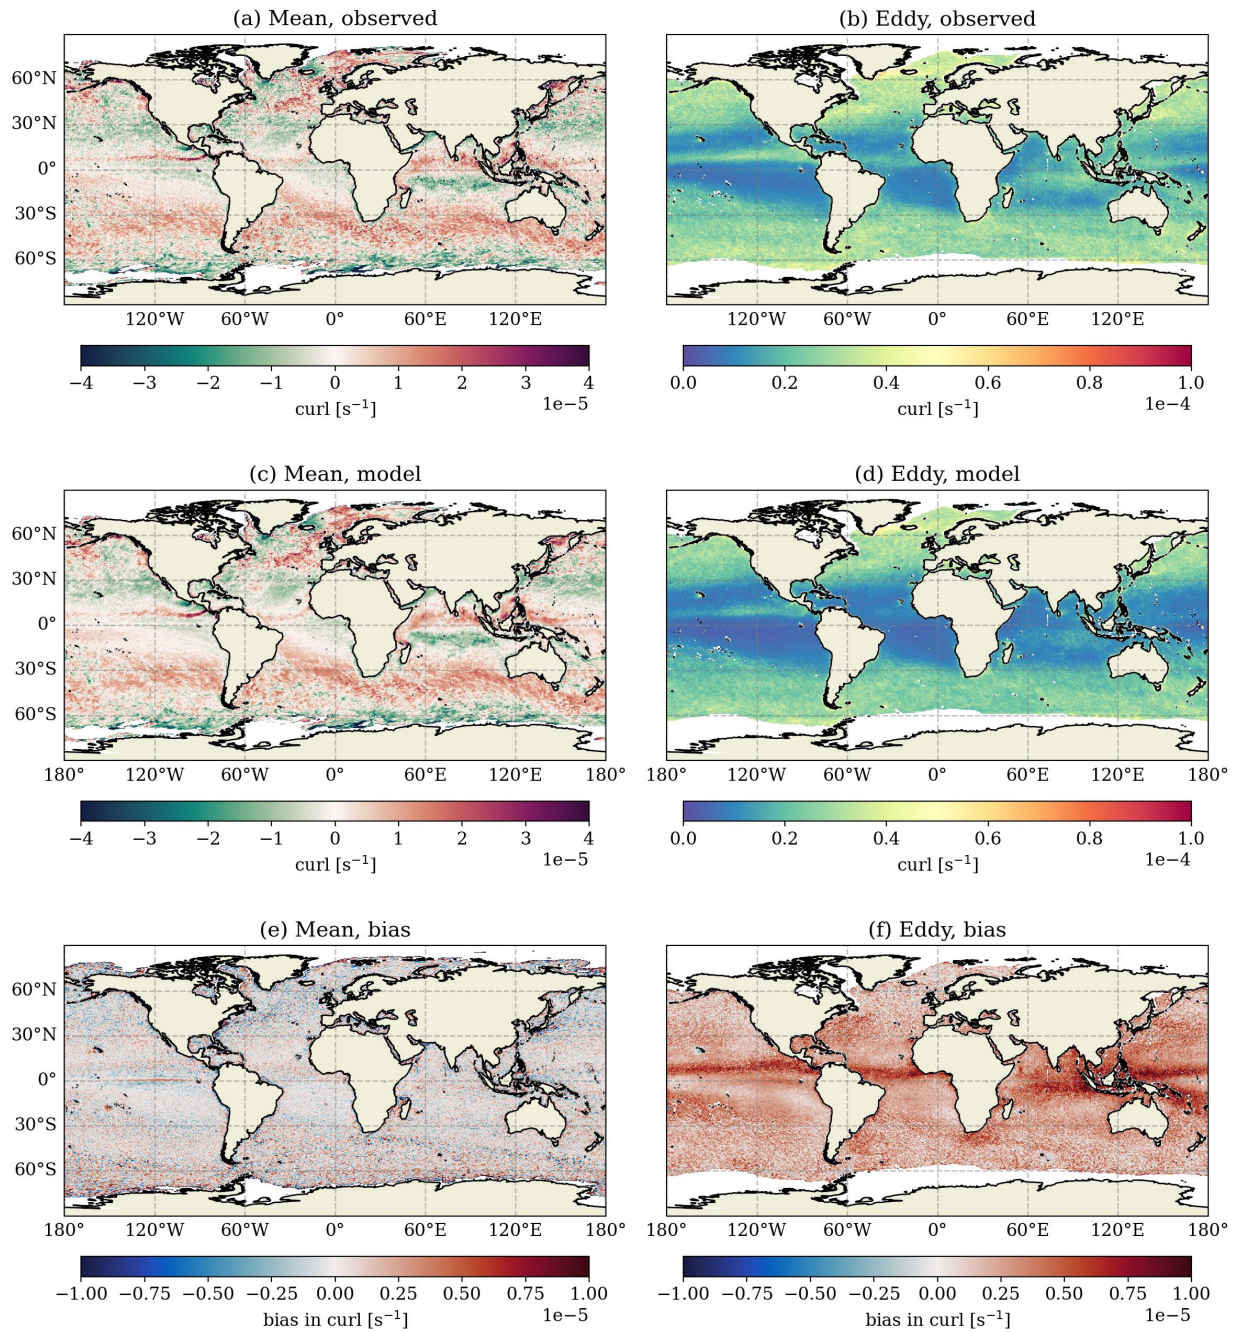 (a) Mean, observed
60°N
30°N
0°
30°S
60°S
120°W 60°W 0° 60°E 120°E
−4 −3 −2 −1 0 1 2 3 4
1e−5
curl [s⁻¹]
(b) Eddy, observed
120°W 60°W 0° 60°E 120°E
0.0 0.2 0.4 0.6 0.8 1.0
1e−4
curl [s⁻¹]
(c) Mean, model
60°N
30°N
0°
30°S
60°S
180° 120°W 60°W 0° 60°E 120°E 180°
−4 −3 −2 −1 0 1 2 3 4
1e−5
curl [s⁻¹]
(d) Eddy, model
180° 120°W 60°W 0° 60°E 120°E 180°
0.0 0.2 0.4 0.6 0.8 1.0
1e−4
curl [s⁻¹]
(e) Mean, bias
60°N
30°N
0°
30°S
60°S
180° 120°W 60°W 0° 60°E 120°E 180°
−1.00 −0.75 −0.50 −0.25 0.00 0.25 0.50 0.75 1.00
1e−5
bias in curl [s⁻¹]
(f) Eddy, bias
180° 120°W 60°W 0° 60°E 120°E 180°
−1.00 −0.75 −0.50 −0.25 0.00 0.25 0.50 0.75 1.00
1e−5
bias in curl [s⁻¹]